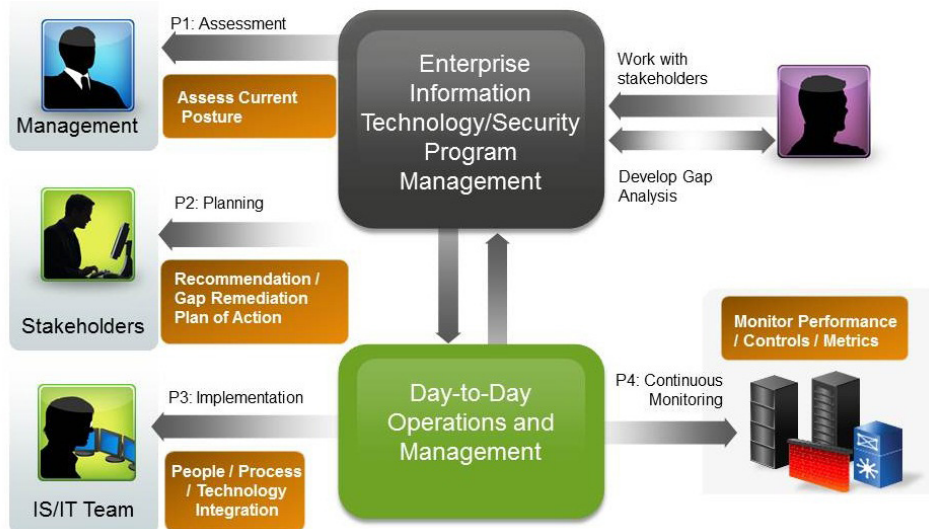 P1: Assessment
Assess Current
Posture
Management
Enterprise
Information
Technology/Security
Program
Management
Work with
stakeholders
Develop Gap
Analysis
P2: Planning
Recommendation /
Gap Remediation
Plan of Action
Stakeholders
Monitor Performance
/ Controls / Metrics
P3: Implementation
People / Process
/ Technology
Integration
IS/IT Team
Day-to-Day
Operations and
Management
P4: Continuous
Monitoring